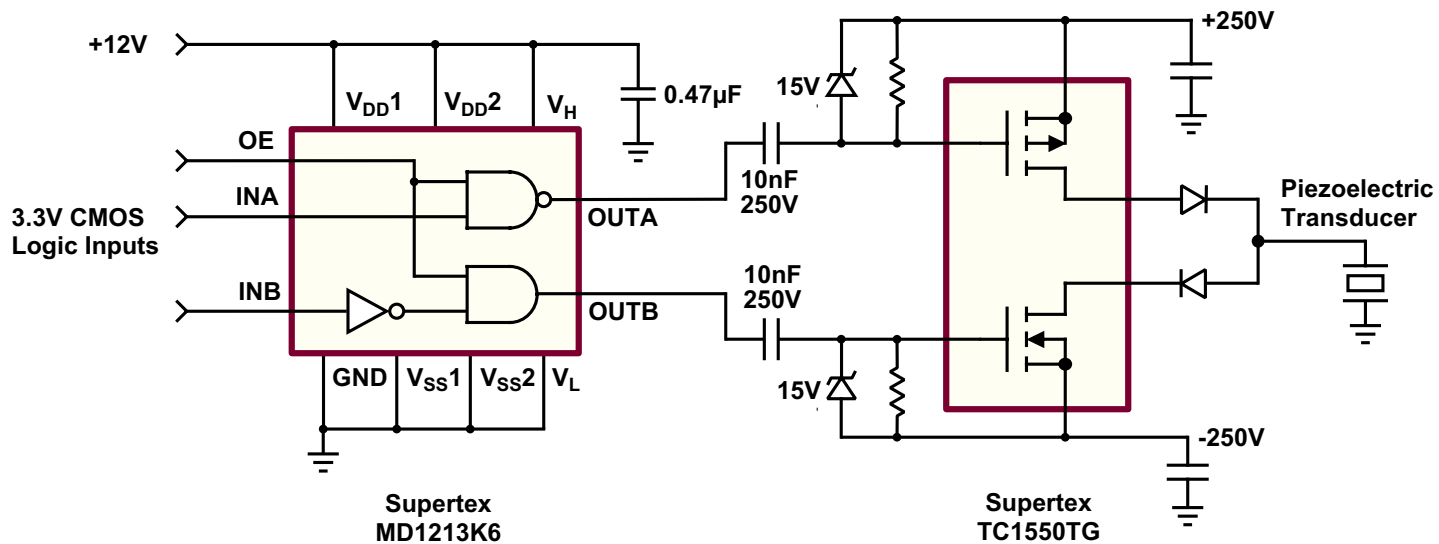 +12V
VDD1
VDD2
VH
0.47µF
15V
+250V
OE
INA
OUTA
10nF
250V
3.3V CMOS
Logic Inputs
Piezoelectric
Transducer
INB
OUTB
10nF
250V
GND
VSS1
VSS2
VL
15V
-250V
Supertex
MD1213K6
Supertex
TC1550TG